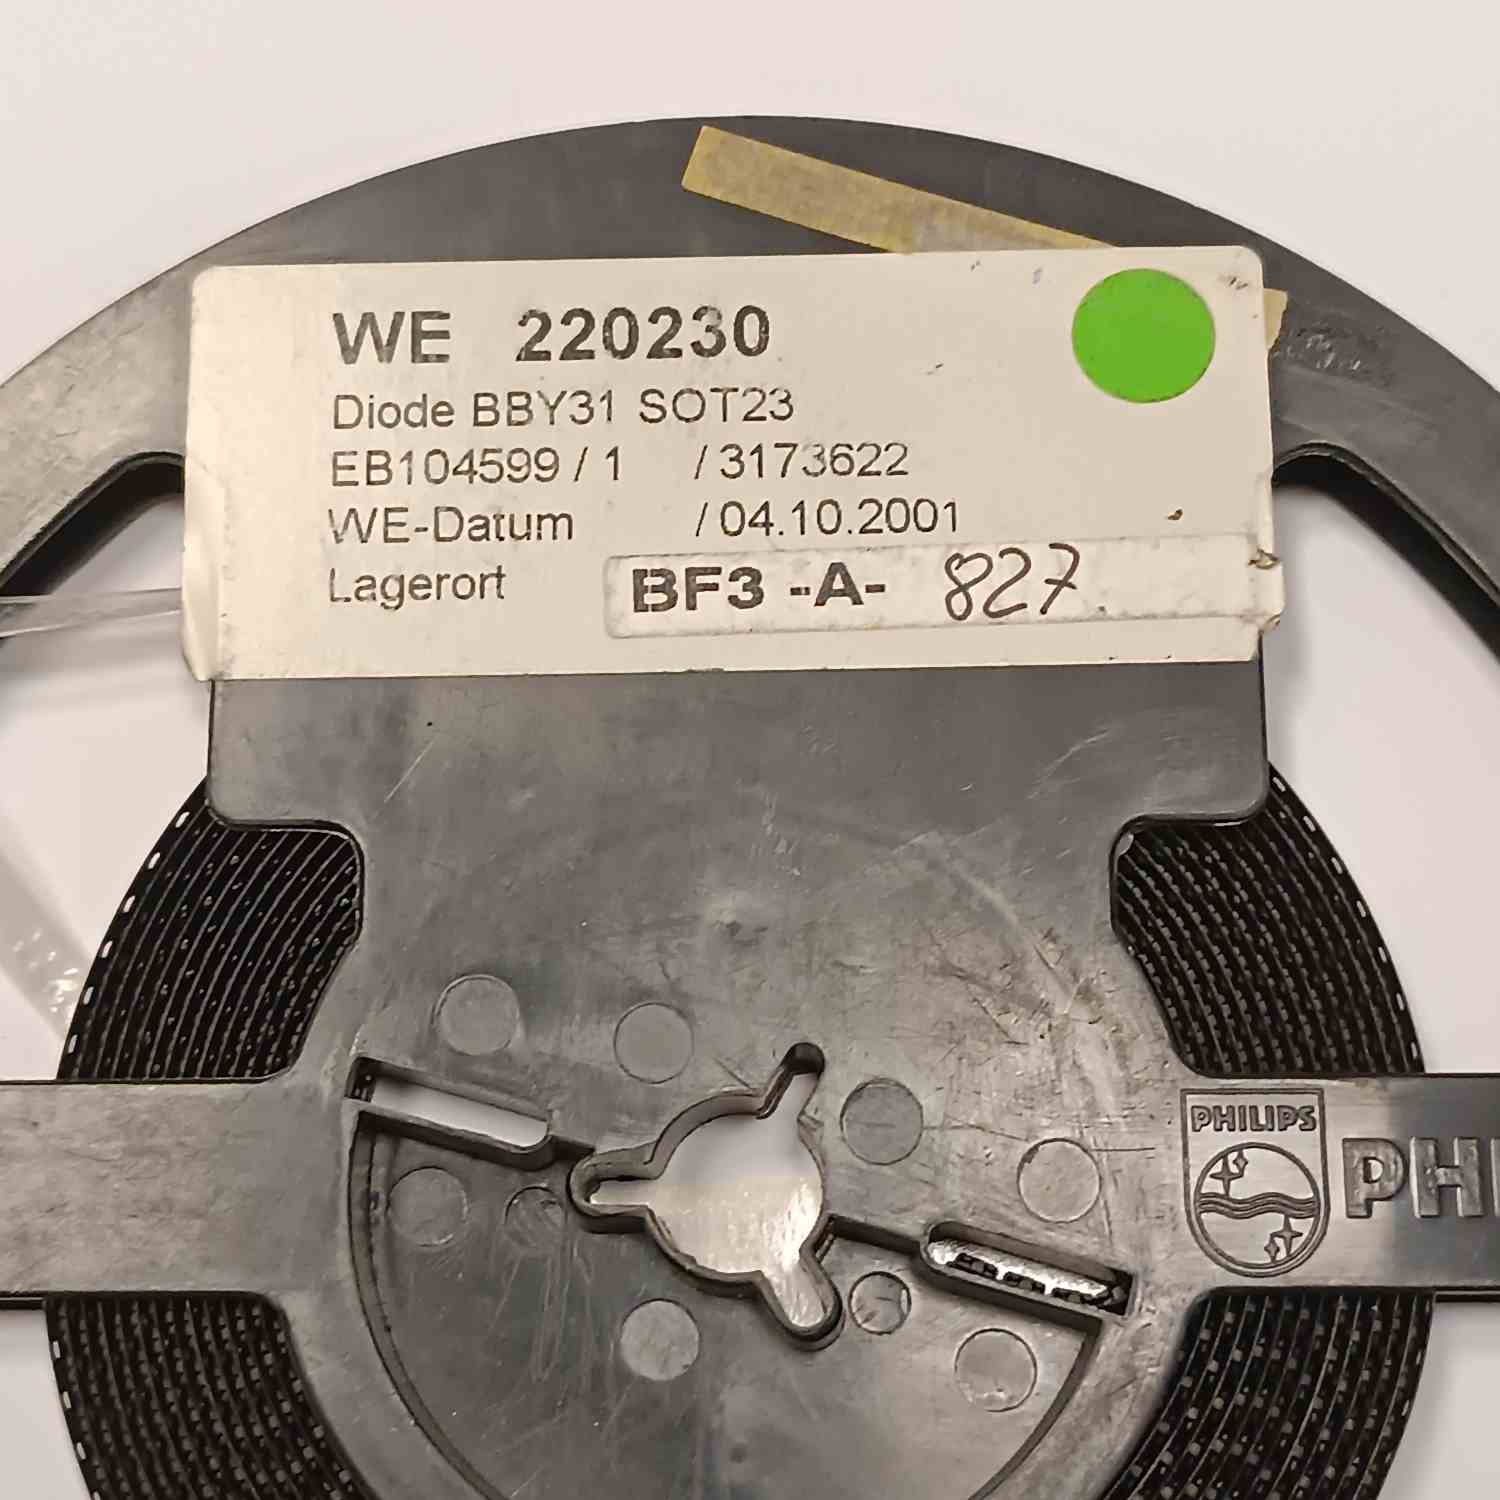 WE 220230
Diode BBY31 SOT23
EB104599 / 1 / 3173622
WE-Datum / 04.10.2001
Lagerort BF3 -A- 827
PHILIPS
PHI